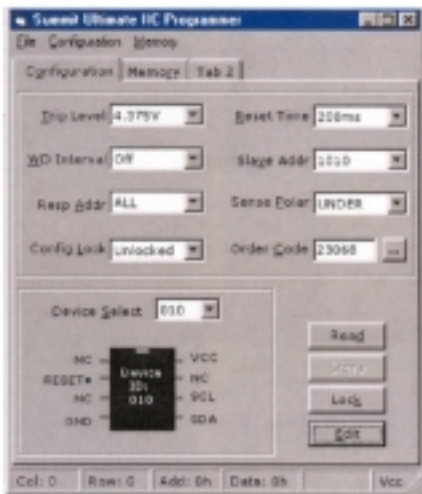 Summit Ultimate IIC Programmer
File Configuration Memory
Configuration Memory Tab 2
Trip Level 4.375V Reset Time 200ms
WD Interval Off Slave Addr 1010
Resp Addr ALL Sense Polar UNDER
Config Lock Unlocked Order Code 23068 ...
Device Select 010
Read
NC VCC
RESET# Device NC
NC ID: SCL
GND 010 SDA
Lock
Edit
Col: 0 Row: 0 Add: 0h Data: 0h Vcc